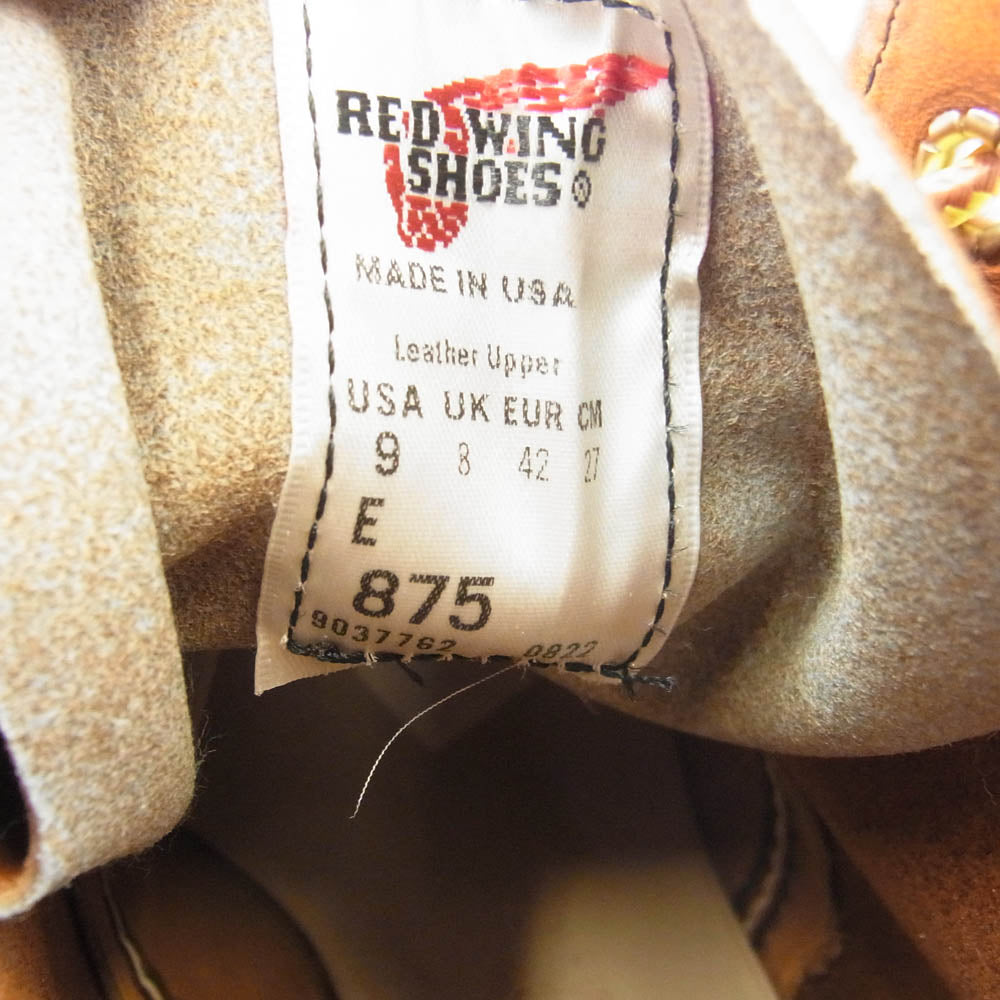 RED WING
SHOES®
MADE IN USA
Leather Upper
USA UK EUR CM
9 8 42 27
E
875
9037762 0822